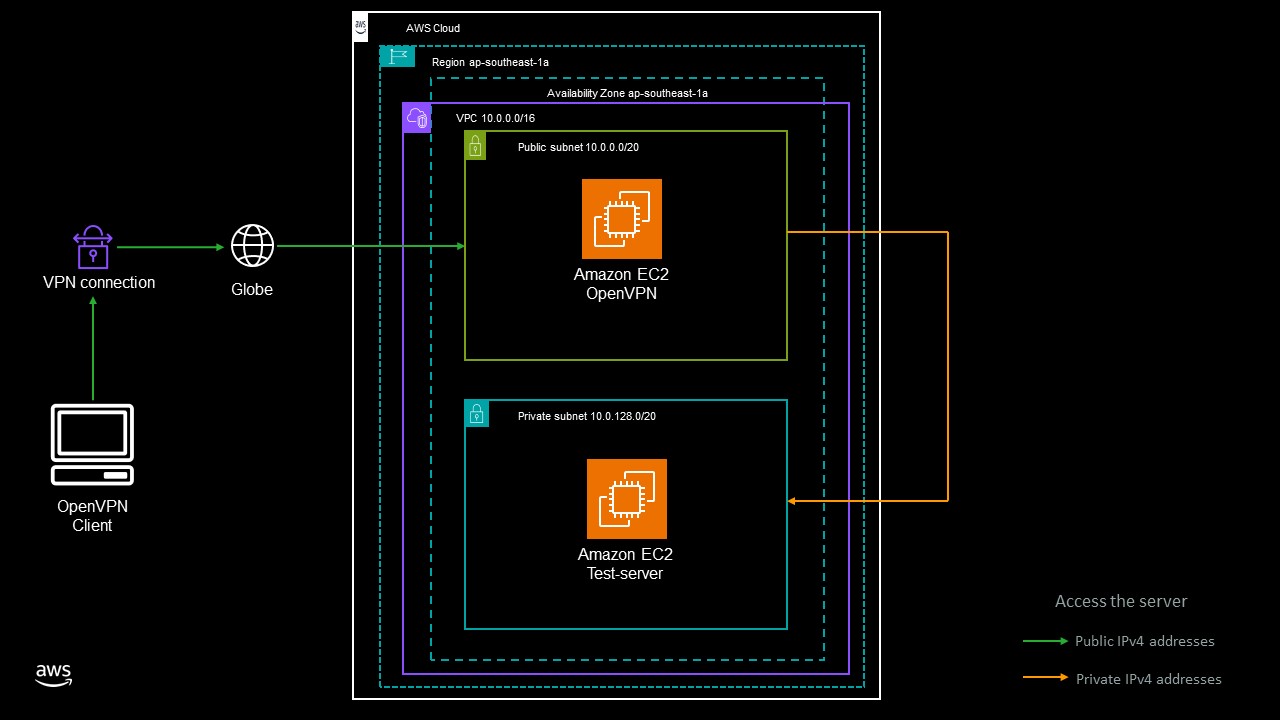 aws
AWS Cloud
Region ap-southeast-1a
Availability Zone ap-southeast-1a
VPC 10.0.0.0/16
Public subnet 10.0.0.0/20
Amazon EC2
OpenVPN
VPN connection
Globe
Private subnet 10.0.128.0/20
OpenVPN
Client
Amazon EC2
Test-server
Access the server
Public IPv4 addresses
Private IPv4 addresses
aws